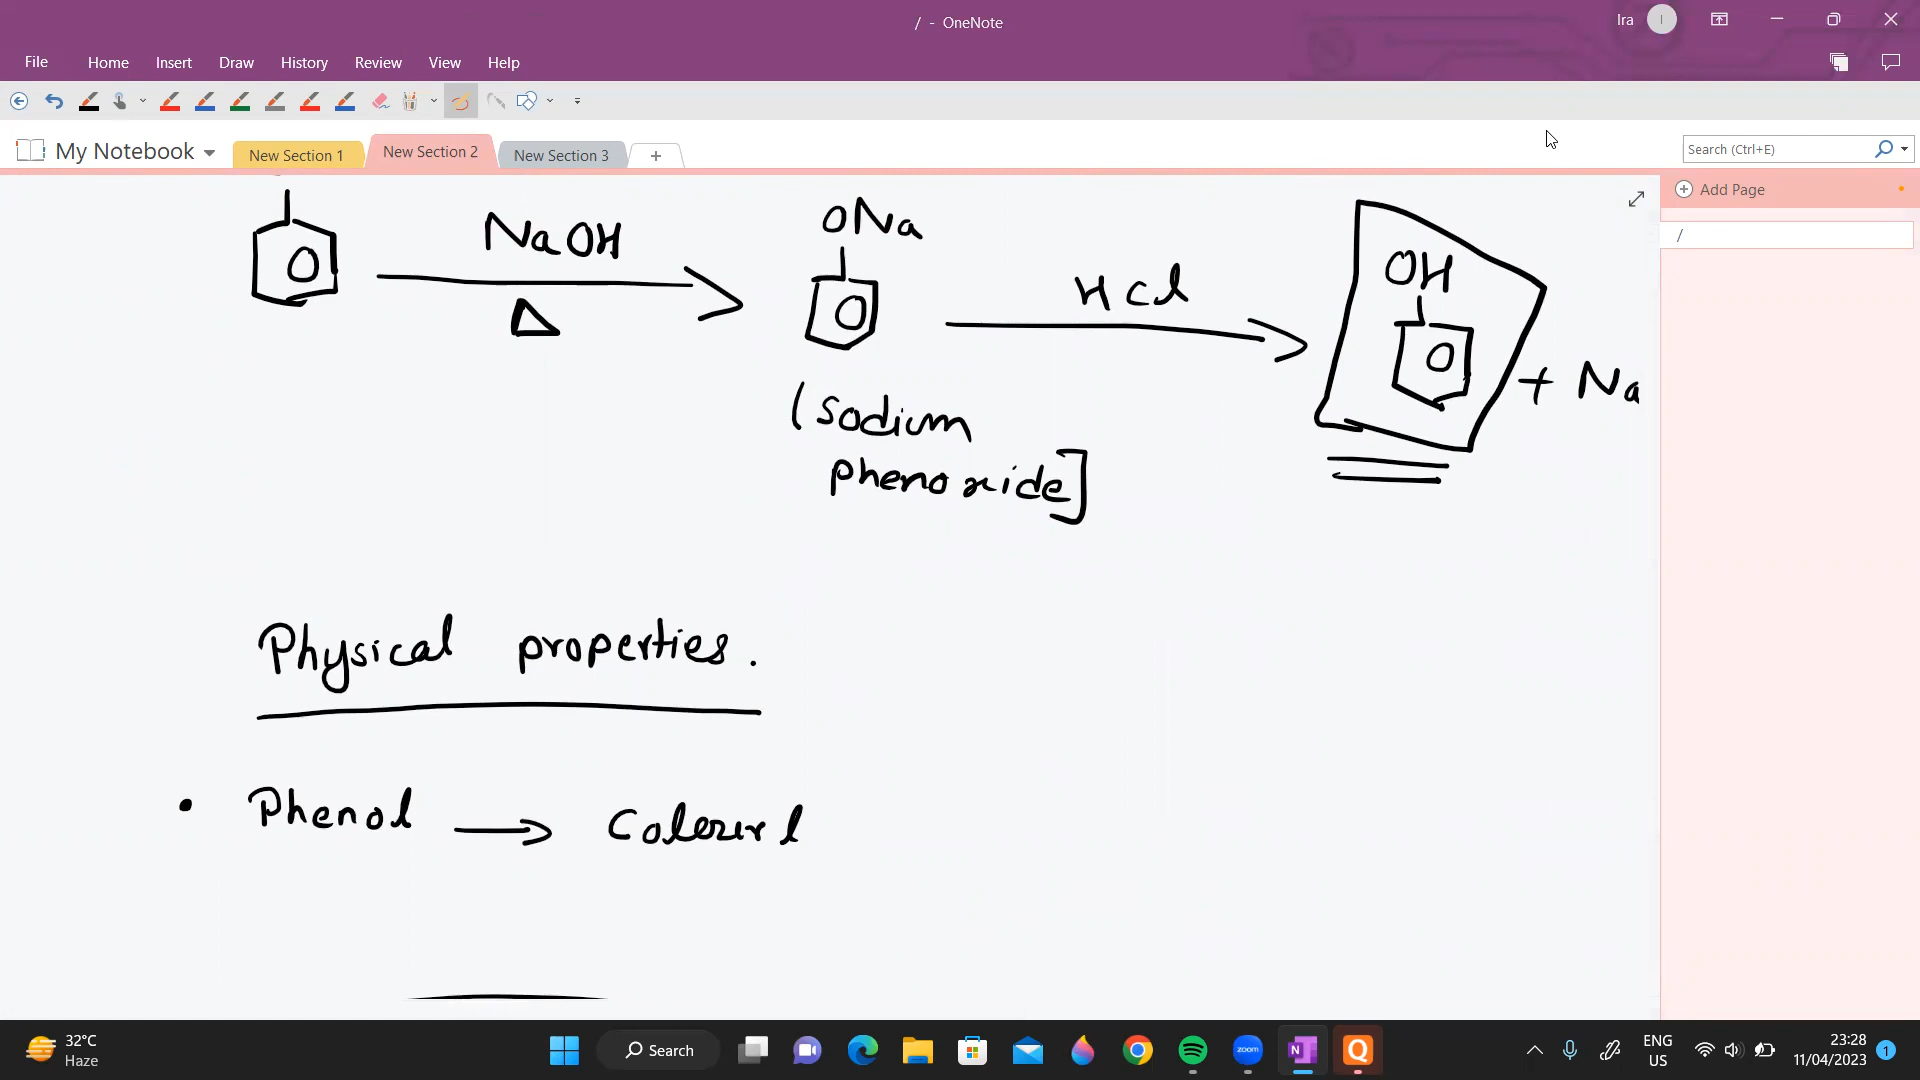 / - OneNote
Ira I
File Home Insert Draw History Review View Help
My Notebook New Section 1 New Section 2 New Section 3 +
Search (Ctrl+E)
Add Page
/
NaOH
Δ
ONa
HCl
OH
+ Na
(Sodium
phenoxide]
Physical properties.
• Phenol →
32°C
Haze
Search
zoom
N
Q
ENG
US
23:28
11/04/2023
1